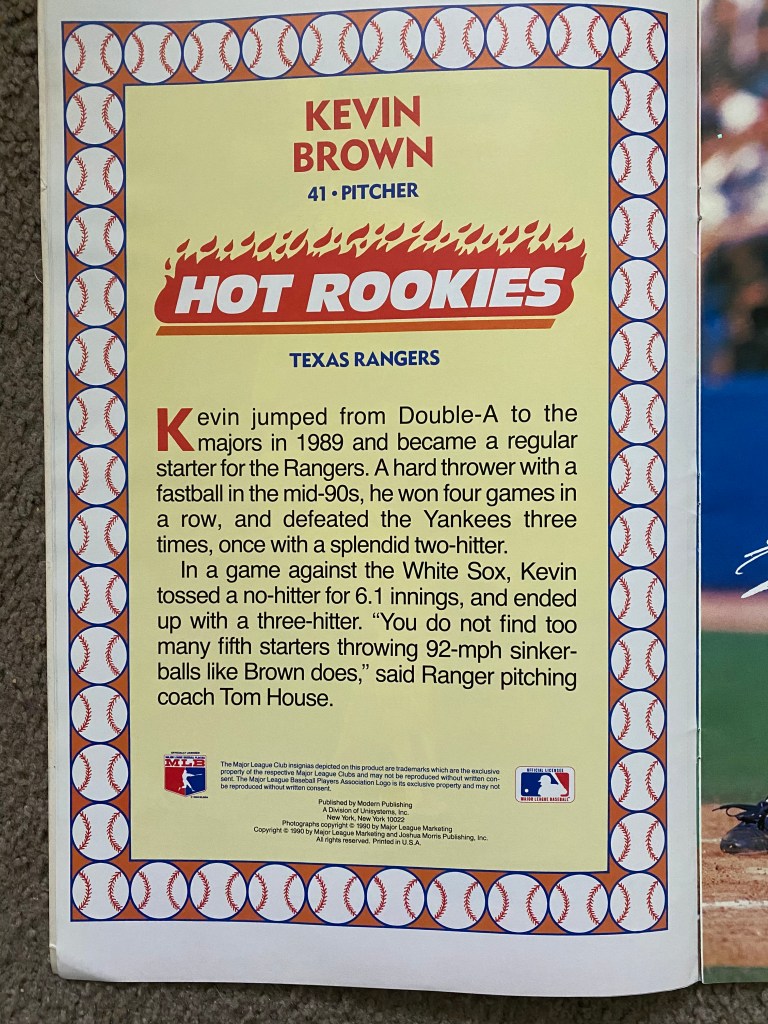 KEVIN
BROWN
41 • PITCHER
HOT ROOKIES
TEXAS RANGERS
Kevin jumped from Double-A to the
majors in 1989 and became a regular
starter for the Rangers. A hard thrower with a
fastball in the mid-90s, he won four games in
a row, and defeated the Yankees three
times, once with a splendid two-hitter.
In a game against the White Sox, Kevin
tossed a no-hitter for 6.1 innings, and ended
up with a three-hitter. “You do not find too
many fifth starters throwing 92-mph sinker-
balls like Brown does,” said Ranger pitching
coach Tom House.
MLB
The Major League Club insignias depicted on this product are trademarks which are the exclusive
property of the respective Major League Clubs and may not be reproduced without written con-
sent. The Major League Baseball Players Association Logo is its exclusive property and may not
be reproduced without written consent.
OFFICIAL LICENSEE
MAJOR LEAGUE BASEBALL
Published by Modern Publishing
A Division of Unisystems, Inc.
New York, New York 10022
Photographs copyright © 1990 by Major League Marketing
Copyright © 1990 by Major League Marketing and Joshua Morris Publishing, Inc.
All rights reserved. Printed in U.S.A.